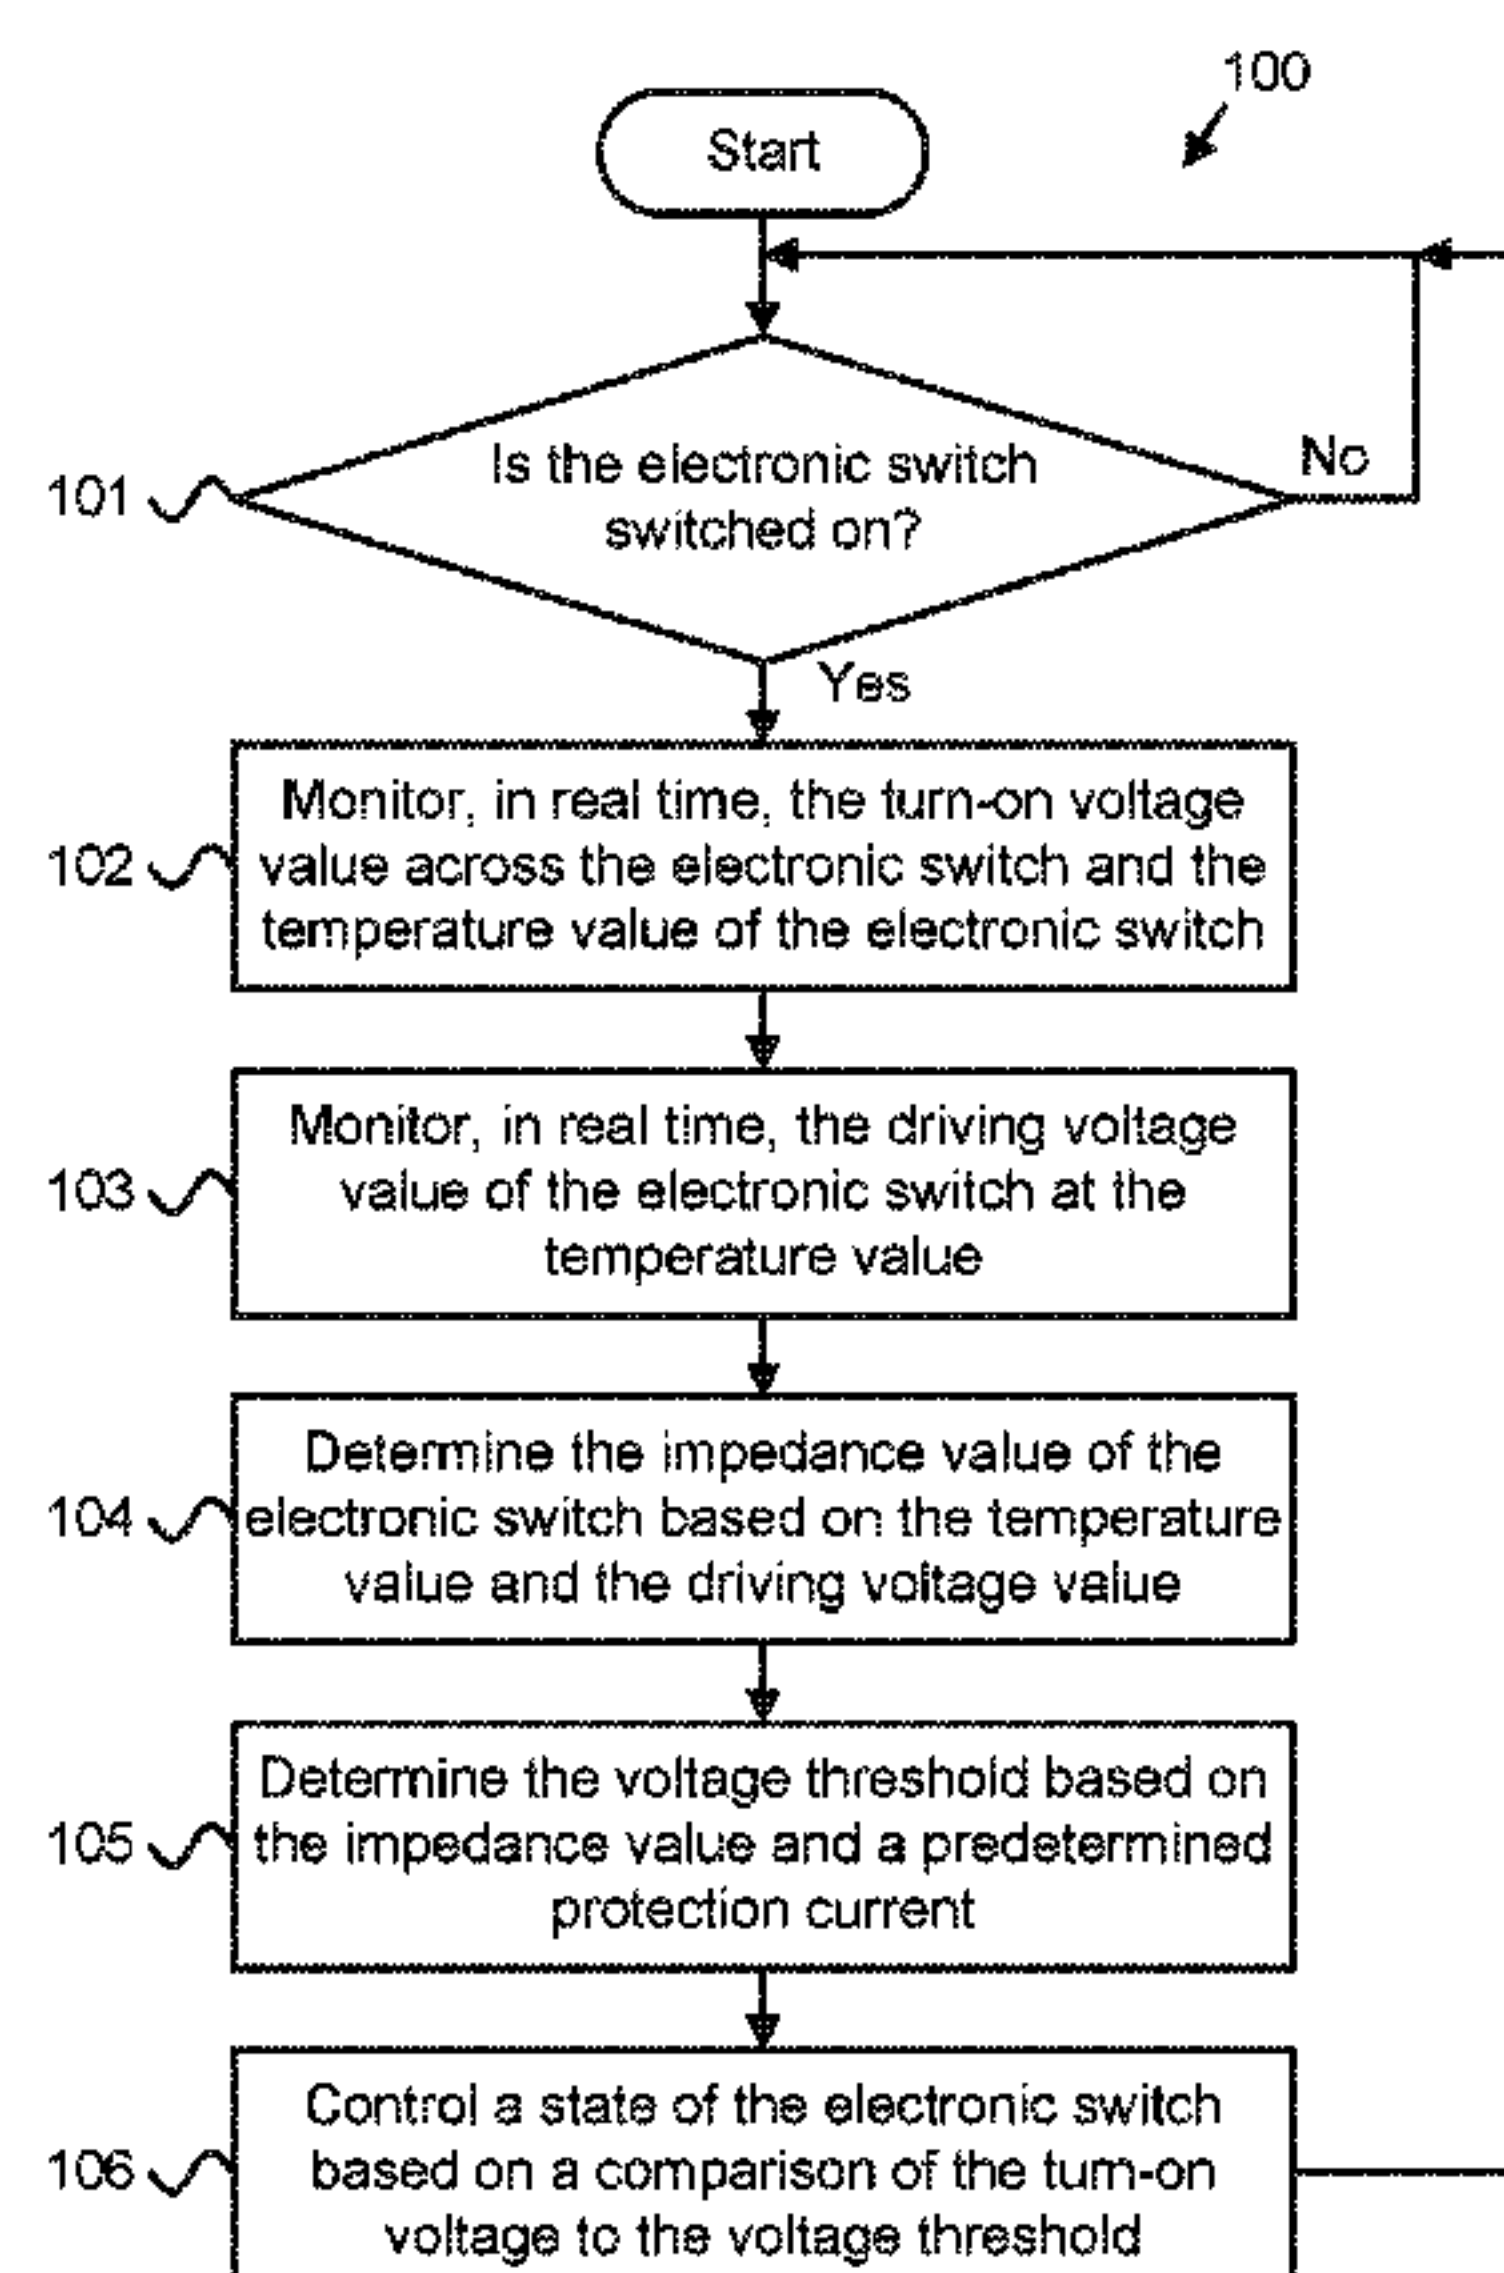 100
Start
Is the electronic switch
switched on?
No
101
Yes
Monitor, in real time, the turn-on voltage
value across the electronic switch and the
temperature value of the electronic switch
102
Monitor, in real time, the driving voltage
value of the electronic switch at the
temperature value
103
Determine the impedance value of the
electronic switch based on the temperature
value and the driving voltage value
104
Determine the voltage threshold based on
the impedance value and a predetermined
protection current
105
Control a state of the electronic switch
based on a comparison of the turn-on
voltage to the voltage threshold
106